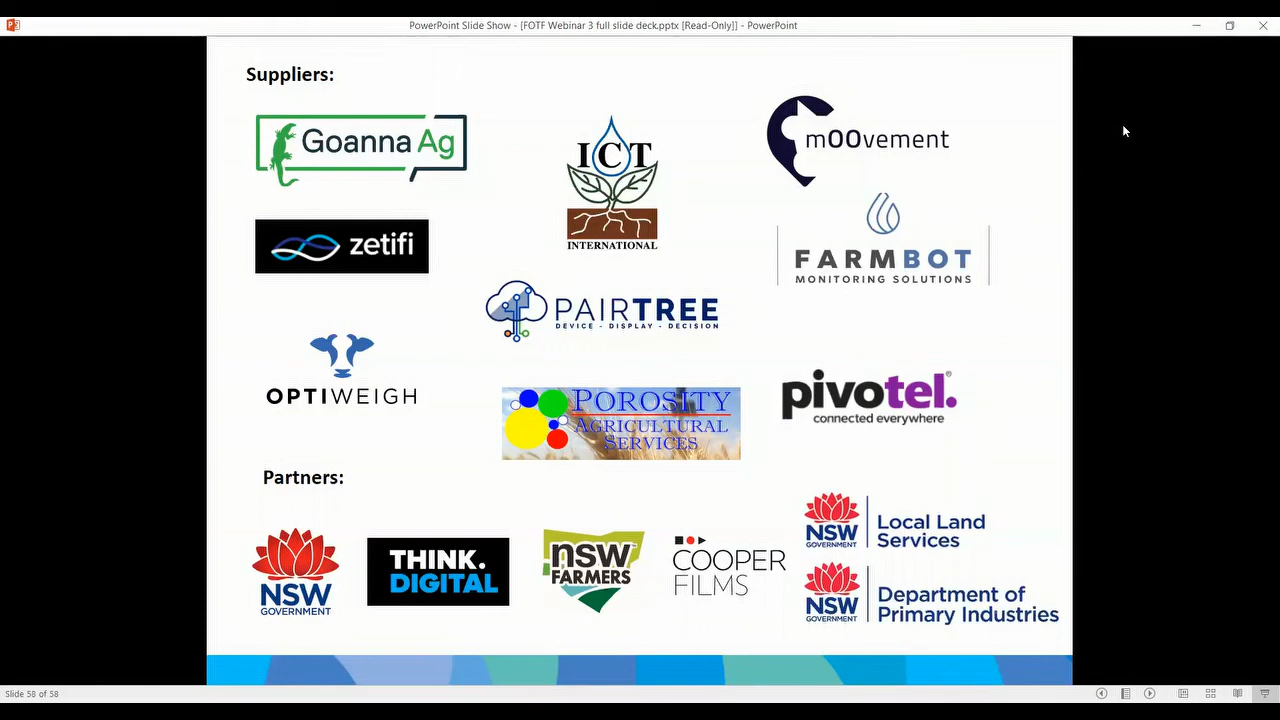 PowerPoint Slide Show - [FOTF Webinar 3 full slide deck.pptx [Read-Only]] - PowerPoint
Suppliers:
Goanna Ag
ICT
INTERNATIONAL
mOOvement
zetifi
FARMBOT
MONITORING SOLUTIONS
PAIRTREE
DEVICE - DISPLAY - DECISION
OPTIWEIGH
POROSITY
AGRICULTURAL
SERVICES
pivotel.®
connected everywhere
Partners:
NSW
GOVERNMENT
THINK.
DIGITAL
nsw
FARMERS
COOPER
FILMS
NSW
GOVERNMENT
Local Land
Services
NSW
GOVERNMENT
Department of
Primary Industries
Slide 58 of 58